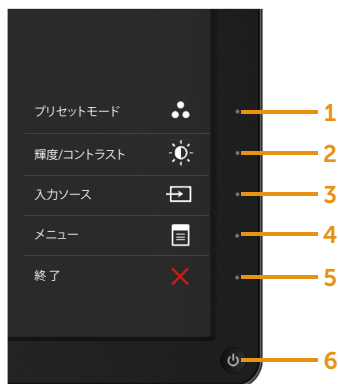 プリセットモード 1
輝度/コントラスト 2
入力ソース 3
メニュー 4
終了 5
6